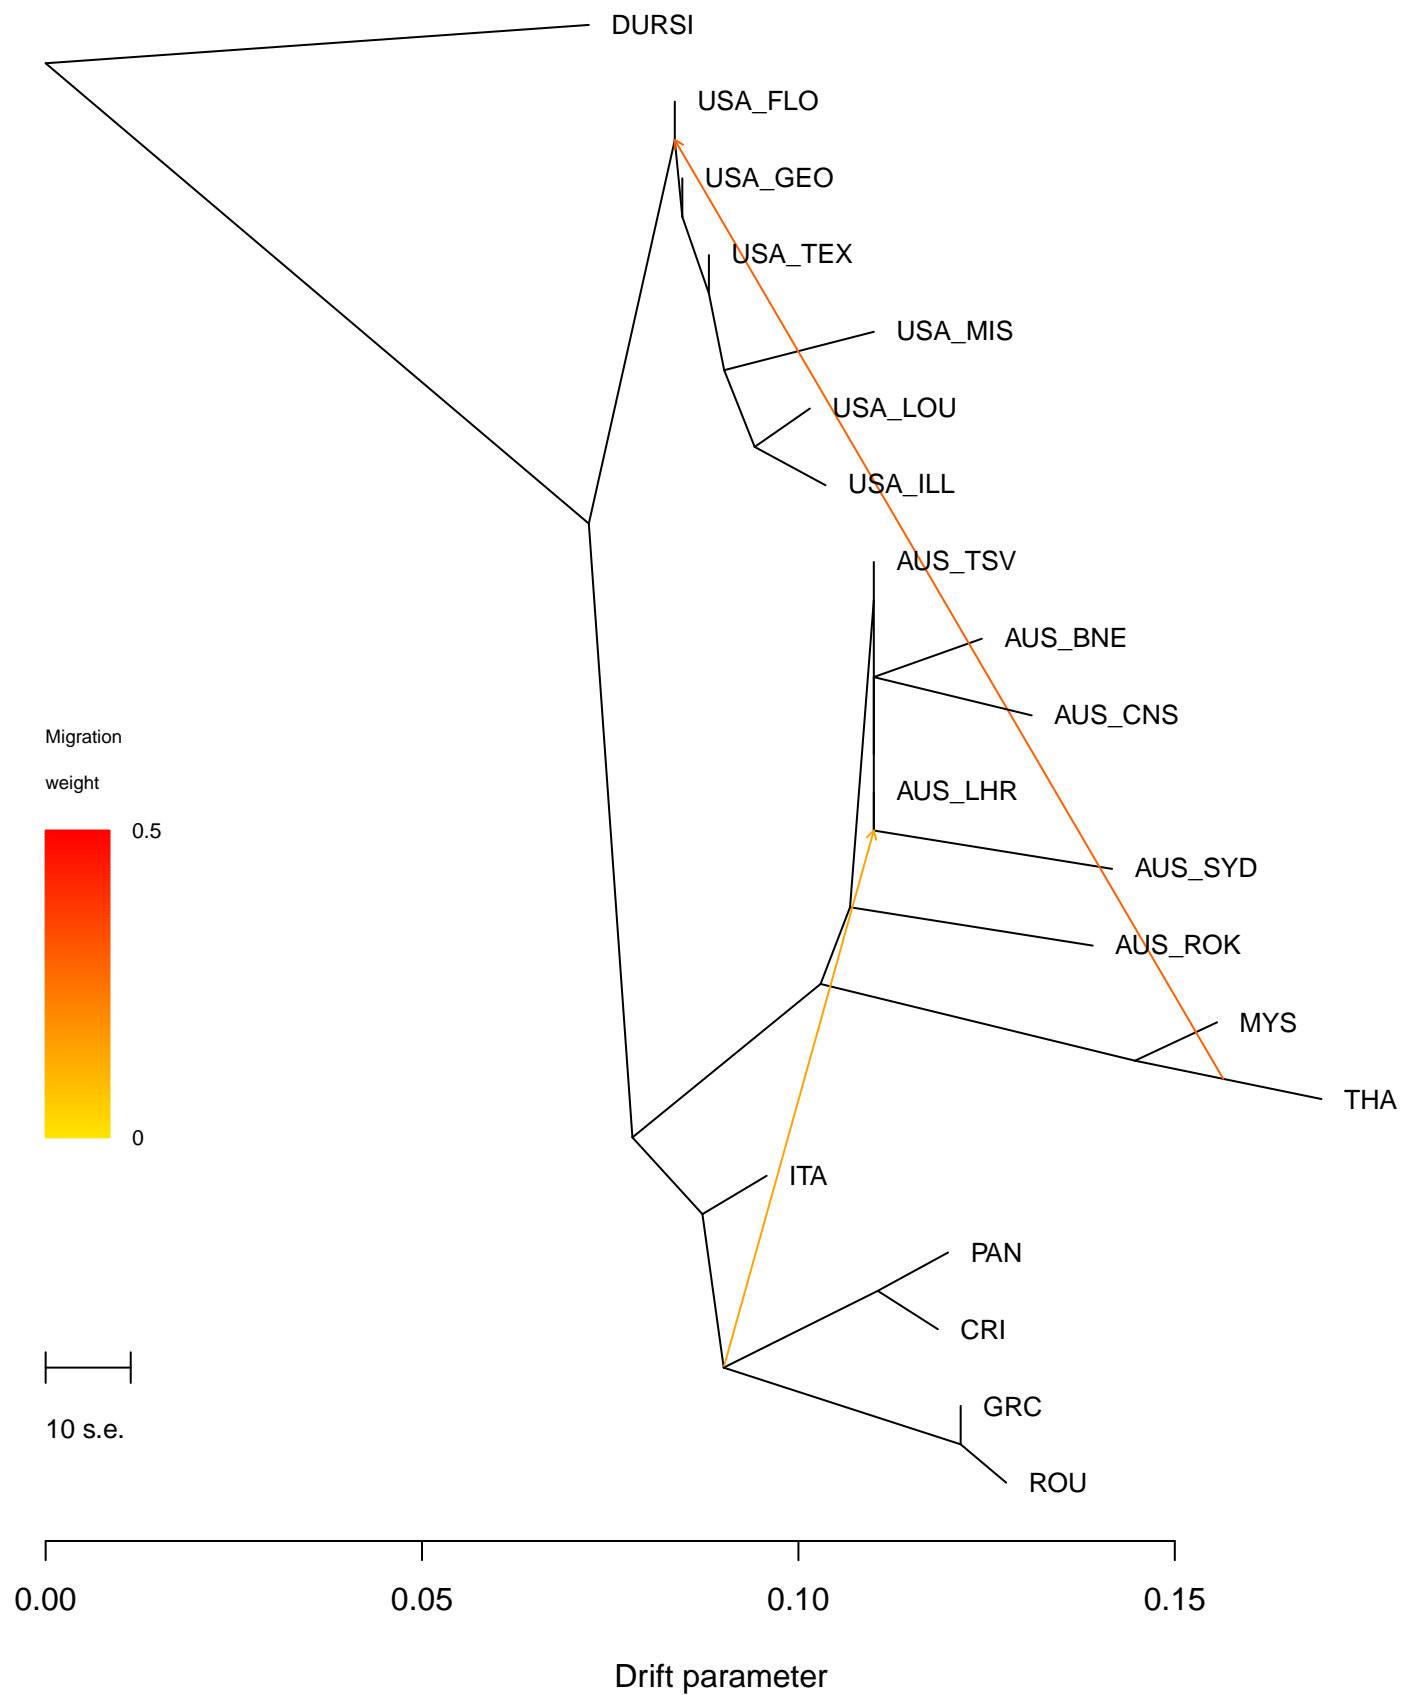 DURSI
USA_FLO
USA_GEO
USA_TEX
USA_MIS
USA_LOU
USA_ILL
AUS_TSV
AUS_BNE
AUS_CNS
Migration
weight
AUS_LHR
0.5
AUS_SYD
AUS_ROK
MYS
THA
0
ITA
PAN
CRI
GRC
10 s.e.
ROU
0.00 0.05 0.10 0.15
Drift parameter